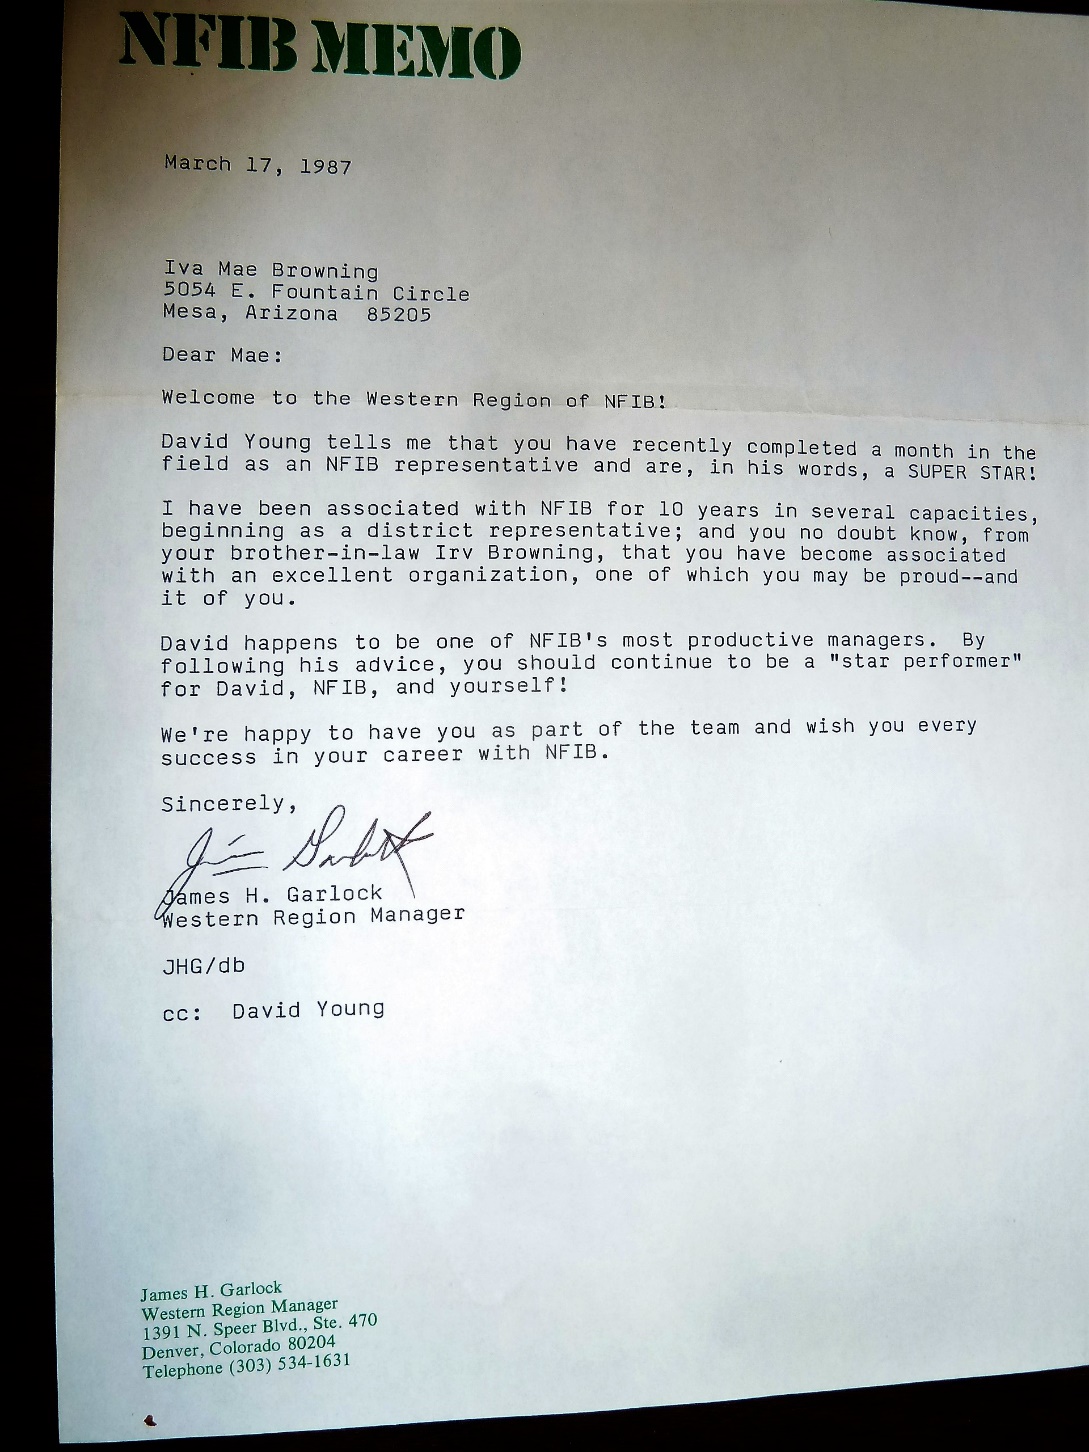 NFIB MEMO
March 17, 1987
Iva Mae Browning
5054 E. Fountain Circle
Mesa, Arizona  85205
Dear Mae:
Welcome to the Western Region of NFIB!
David Young tells me that you have recently completed a month in the
field as an NFIB representative and are, in his words, a SUPER STAR!
I have been associated with NFIB for 10 years in several capacities,
beginning as a district representative; and you no doubt know, from
your brother-in-law Irv Browning, that you have become associated
with an excellent organization, one of which you may be proud--and
it of you.
David happens to be one of NFIB's most productive managers.  By
following his advice, you should continue to be a "star performer"
for David, NFIB, and yourself!
We're happy to have you as part of the team and wish you every
success in your career with NFIB.
Sincerely,
Jim Garlock
James H. Garlock
Western Region Manager
JHG/db
cc:  David Young
James H. Garlock
Western Region Manager
1391 N. Speer Blvd., Ste. 470
Denver, Colorado 80204
Telephone (303) 534-1631